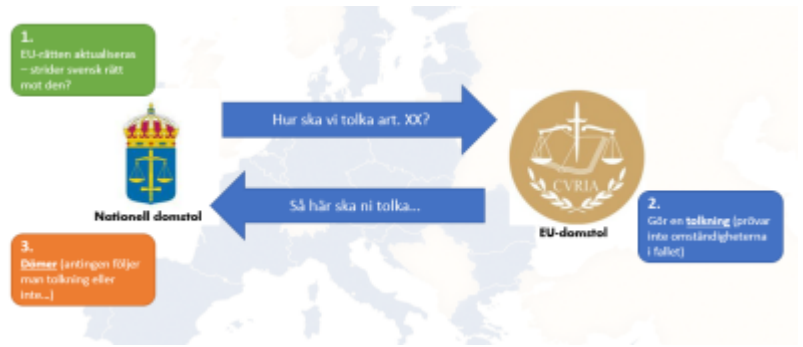 1.
EU-rätten aktualiseras
– strider svensk rätt
mot den?
Hur ska vi tolka art. XX?
CVRIA
Så här ska ni tolka...
Nationell domstol
EU-domstol
2.
Gör en tolkning (prövar
inte omständigheterna
i fallet)
3.
Dömer (antingen följer
man tolkning eller
inte...)